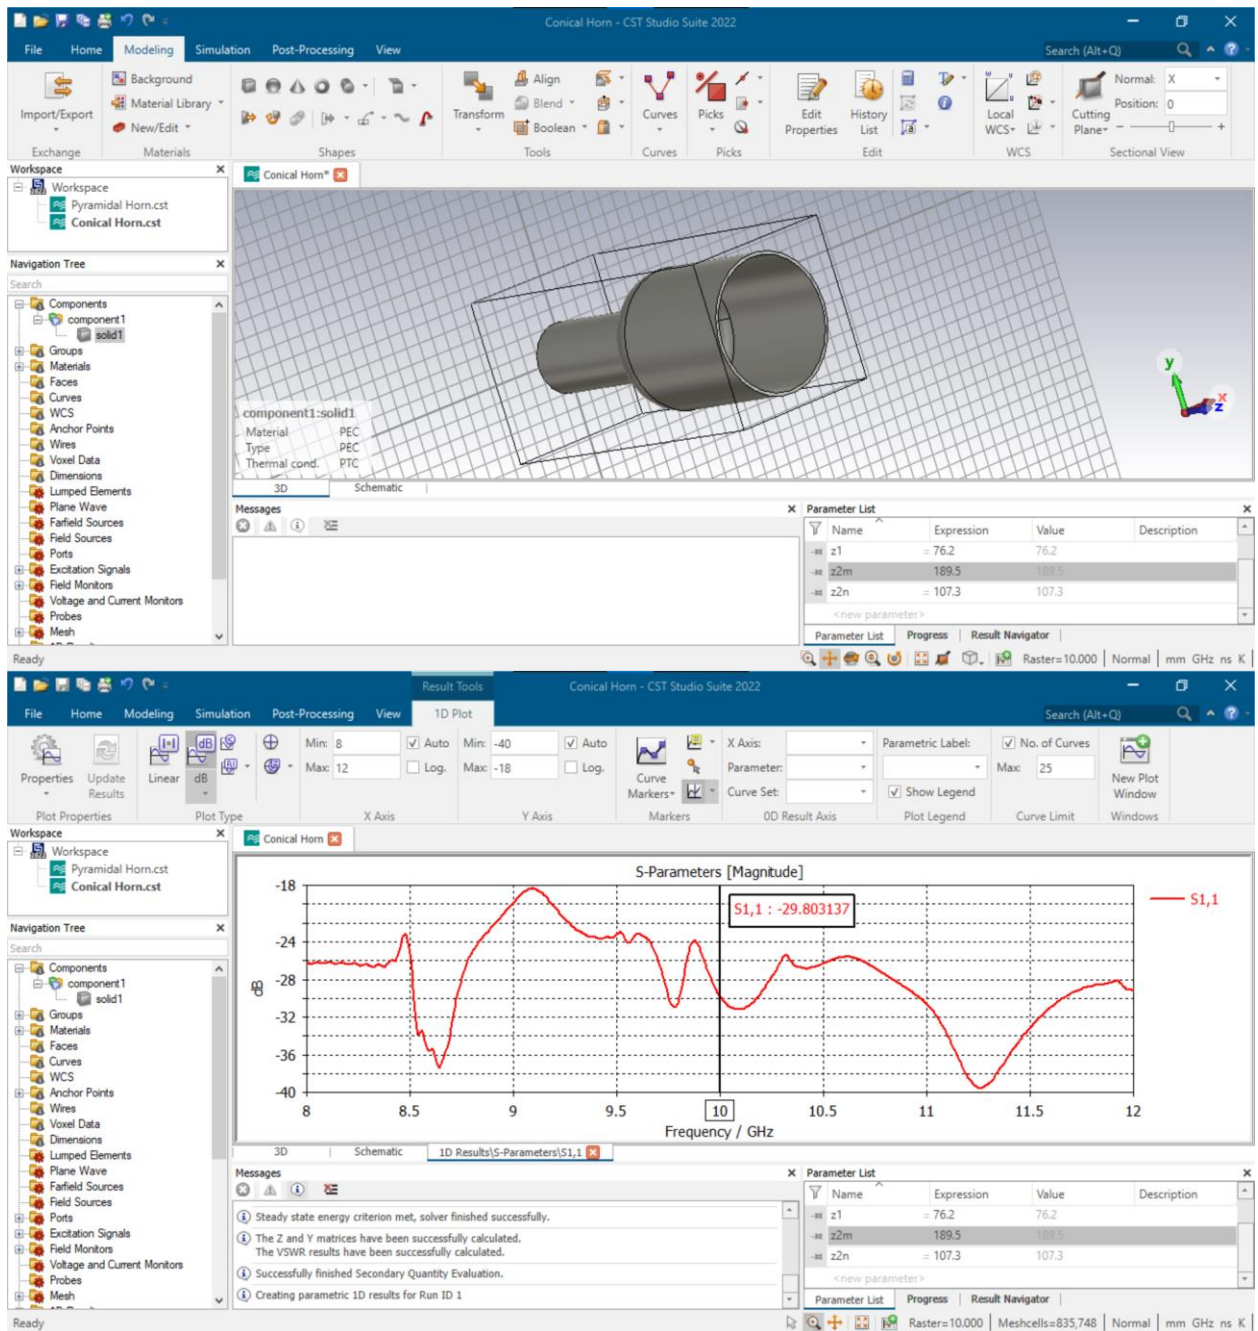 Conical Horn - CST Studio Suite 2022
File Home Modeling Simulation Post-Processing View Search (Alt+Q)
Import/Export
Exchange
Background
Material Library
New/Edit
Materials
Shapes
Transform
Align
Blend
Boolean
Tools
Curves
Curves
Picks
Picks
Edit Properties
History List
Edit
Local WCS
WCS
Cutting Plane
Normal: X
Position: 0
Sectional View
Workspace
Workspace
Pyramidal Horn.cst
Conical Horn.cst
Navigation Tree
Search
Components
component1
solid1
Groups
Materials
Faces
Curves
WCS
Anchor Points
Wires
Voxel Data
Dimensions
Lumped Elements
Plane Wave
Farfield Sources
Field Sources
Ports
Excitation Signals
Field Monitors
Voltage and Current Monitors
Probes
Mesh
Conical Horn*
component1:solid1
Material PEC
Type PEC
Thermal cond. PTC
y
x
z
3D Schematic
Messages
Parameter List
Name Expression Value Description
z1 = 76.2 76.2
z2m 189.5 189.5
z2n = 107.3 107.3
<new parameter>
Parameter List Progress Result Navigator
Ready
Raster=10.000 Normal mm GHz ns K
Result Tools Conical Horn - CST Studio Suite 2022
File Home Modeling Simulation Post-Processing View 1D Plot Search (Alt+Q)
Properties
Update Results
Plot Properties
Linear
dB
dB
Plot Type
Min: 8 Auto
Max: 12 Log.
X Axis
Min: -40 Auto
Max: -18 Log.
Y Axis
Curve Markers
Markers
X Axis:
Parameter:
Curve Set:
0D Result Axis
Parametric Label:
Show Legend
Plot Legend
No. of Curves
Max: 25
Curve Limit
New Plot Window
Windows
Workspace
Workspace
Pyramidal Horn.cst
Conical Horn.cst
Navigation Tree
Search
Components
component1
solid1
Groups
Materials
Faces
Curves
WCS
Anchor Points
Wires
Voxel Data
Dimensions
Lumped Elements
Plane Wave
Farfield Sources
Field Sources
Ports
Excitation Signals
Field Monitors
Voltage and Current Monitors
Probes
Mesh
Conical Horn
S-Parameters [Magnitude]
S1,1 : -29.803137
S1,1
-18
-24
-28
-32
-36
-40
dB
8 8.5 9 9.5 10 10.5 11 11.5 12
Frequency / GHz
3D Schematic 1D Results\S-Parameters\S1,1
Messages
Steady state energy criterion met, solver finished successfully.
The Z and Y matrices have been successfully calculated.
The VSWR results have been successfully calculated.
Successfully finished Secondary Quantity Evaluation.
Creating parametric 1D results for Run ID 1
Parameter List
Name Expression Value Description
z1 = 76.2 76.2
z2m 189.5 189.5
z2n = 107.3 107.3
<new parameter>
Parameter List Progress Result Navigator
Ready
Raster=10.000 Meshcells=835,748 Normal mm GHz ns K